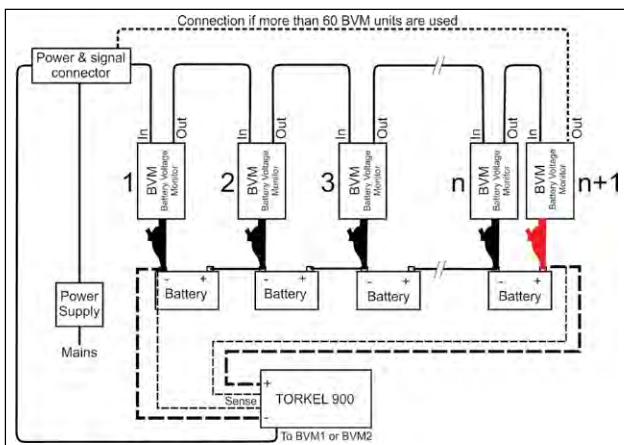 Connection if more than 60 BVM units are used
Power & signal
connector
In
Out
In
Out
In
Out
In
Out
In
Out
1
BVM
Battery Voltage
Monitor
2
BVM
Battery Voltage
Monitor
3
BVM
Battery Voltage
Monitor
n
BVM
Battery Voltage
Monitor
BVM
Battery Voltage
Monitor
n+1
- +
Battery
- +
Battery
- +
Battery
- +
Battery
Power
Supply
Mains
+
Sense
TORKEL 900
-
To BVM1 or BVM2